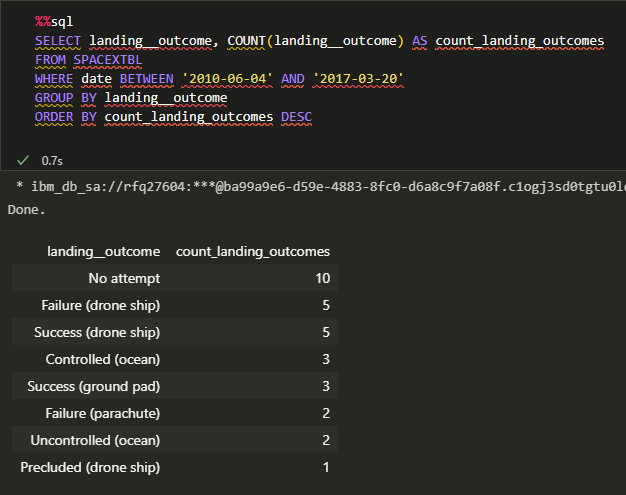 %%sql
SELECT landing__outcome, COUNT(landing__outcome) AS count_landing_outcomes
FROM SPACEXTBL
WHERE date BETWEEN '2010-06-04' AND '2017-03-20'
GROUP BY landing__outcome
ORDER BY count_landing_outcomes DESC
0.7s
* ibm_db_sa://rfq27604:***@ba99a9e6-d59e-4883-8fc0-d6a8c9f7a08f.c1ogj3sd0tgtu0l
Done.
landing__outcome count_landing_outcomes
No attempt 10
Failure (drone ship) 5
Success (drone ship) 5
Controlled (ocean) 3
Success (ground pad) 3
Failure (parachute) 2
Uncontrolled (ocean) 2
Precluded (drone ship) 1